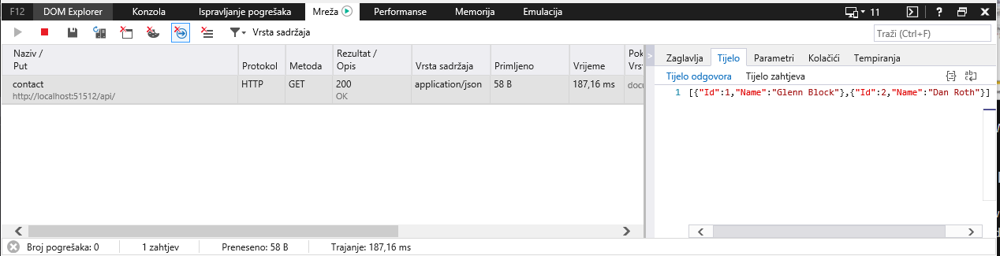 F12 DOM Explorer Konzola Ispravljanje pogrešaka Mreža Performanse Memorija Emulacija 11 ?
Vrsta sadržaja Traži (Ctrl+F)
Naziv /
Put
Protokol
Metoda
Rezultat /
Opis
Vrsta sadržaja
Primljeno
Vrijeme
Pok
Vrst
contact
http://localhost:51512/api/
HTTP
GET
200
OK
application/json
58 B
187,16 ms
docu
Zaglavlja Tijelo Parametri Kolačići Tempiranja
Tijelo odgovora Tijelo zahtjeva
1 [{"Id":1,"Name":"Glenn Block"},{"Id":2,"Name":"Dan Roth"}]
Broj pogrešaka: 0 1 zahtjev Preneseno: 58 B Trajanje: 187,16 ms